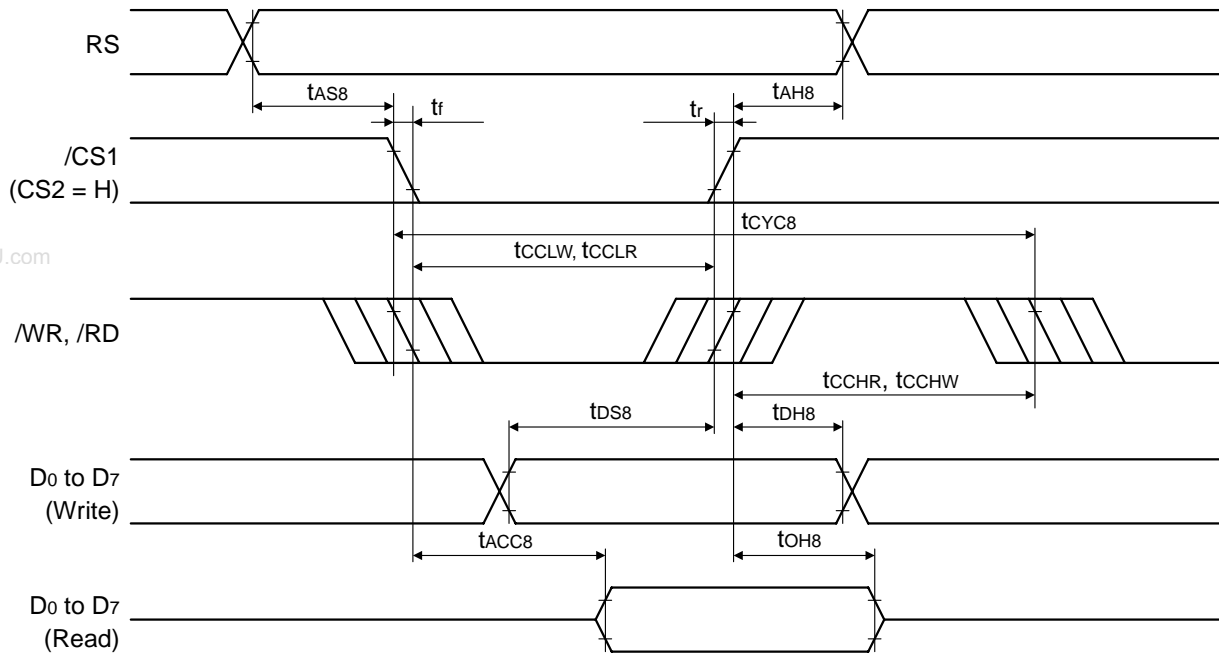 RS
tAS8
tf
tr
tAH8
/CS1
(CS2 = H)
tCYC8
J.com
tCCLW, tCCLR
/WR, /RD
tCCHR, tCCHW
tDS8
tDH8
D0 to D7
(Write)
tACC8
tOH8
D0 to D7
(Read)